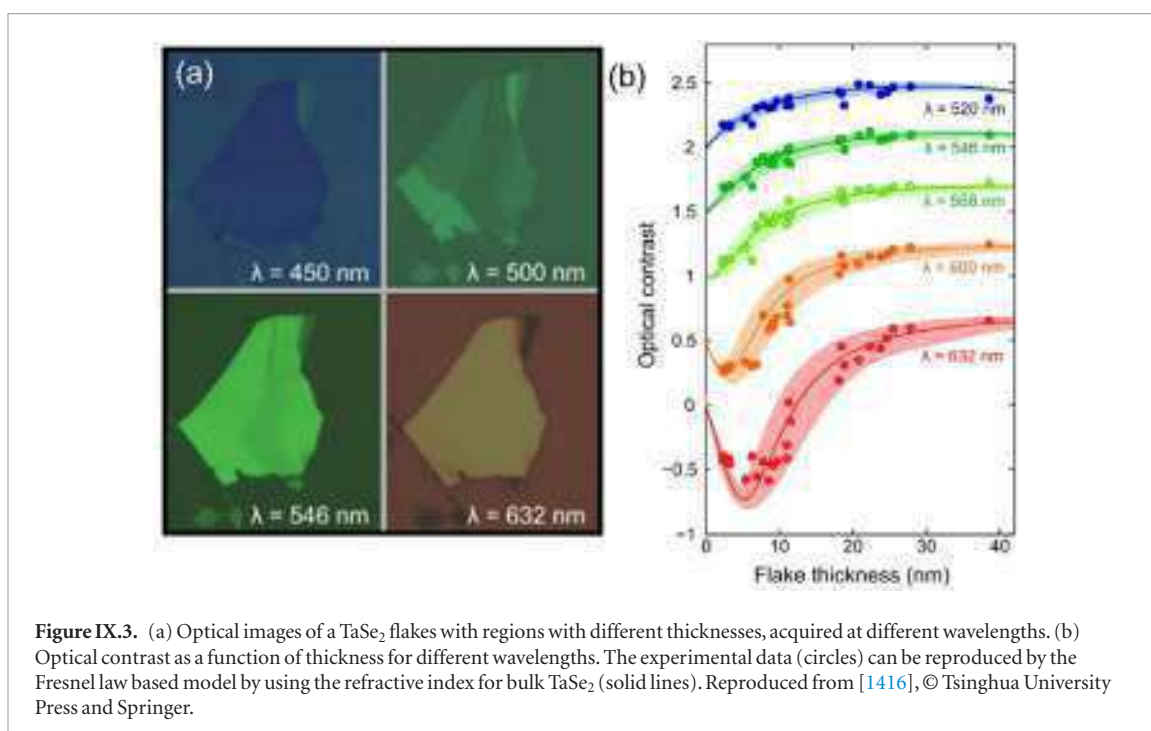 (a)
λ = 450 nm
λ = 500 nm
λ = 546 nm
λ = 632 nm
(b)
Optical contrast
2.5
2
1.5
1
0.5
0
−0.5
−1
λ = 520 nm
λ = 546 nm
λ = 568 nm
λ = 600 nm
λ = 632 nm
0 10 20 30 40
Flake thickness (nm)
Figure IX.3. (a) Optical images of a TaSe₂ flakes with regions with different thicknesses, acquired at different wavelengths. (b)
Optical contrast as a function of thickness for different wavelengths. The experimental data (circles) can be reproduced by the
Fresnel law based model by using the refractive index for bulk TaSe₂ (solid lines). Reproduced from [1416], © Tsinghua University
Press and Springer.